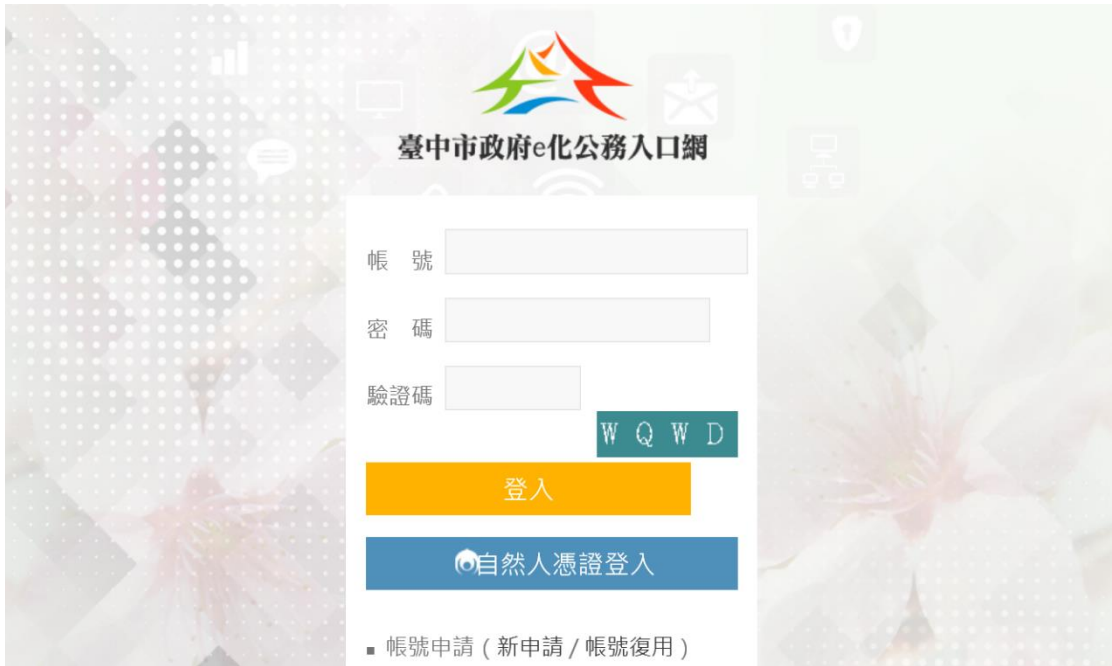 臺中市政府e化公務入口網
帳 號
密 碼
驗證碼
W Q W D
登入
自然人憑證登入
▪ 帳號申請 ( 新申請 / 帳號復用 )